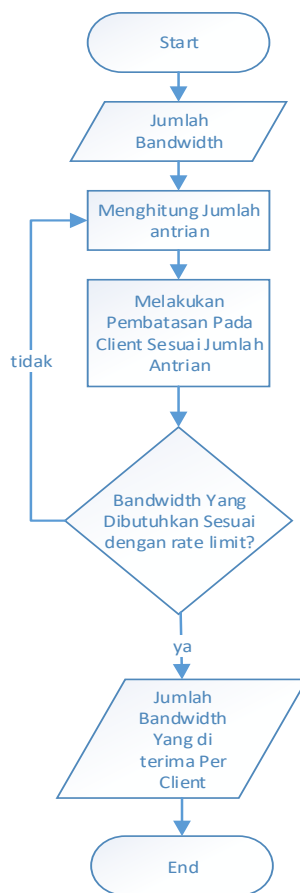 Start
Jumlah
Bandwidth
Menghitung Jumlah
antrian
Melakukan
Pembatasan Pada
Client Sesuai Jumlah
Antrian
tidak
Bandwidth Yang
Dibutuhkan Sesuai
dengan rate limit?
ya
Jumlah
Bandwidth
Yang di
terima Per
Client
End